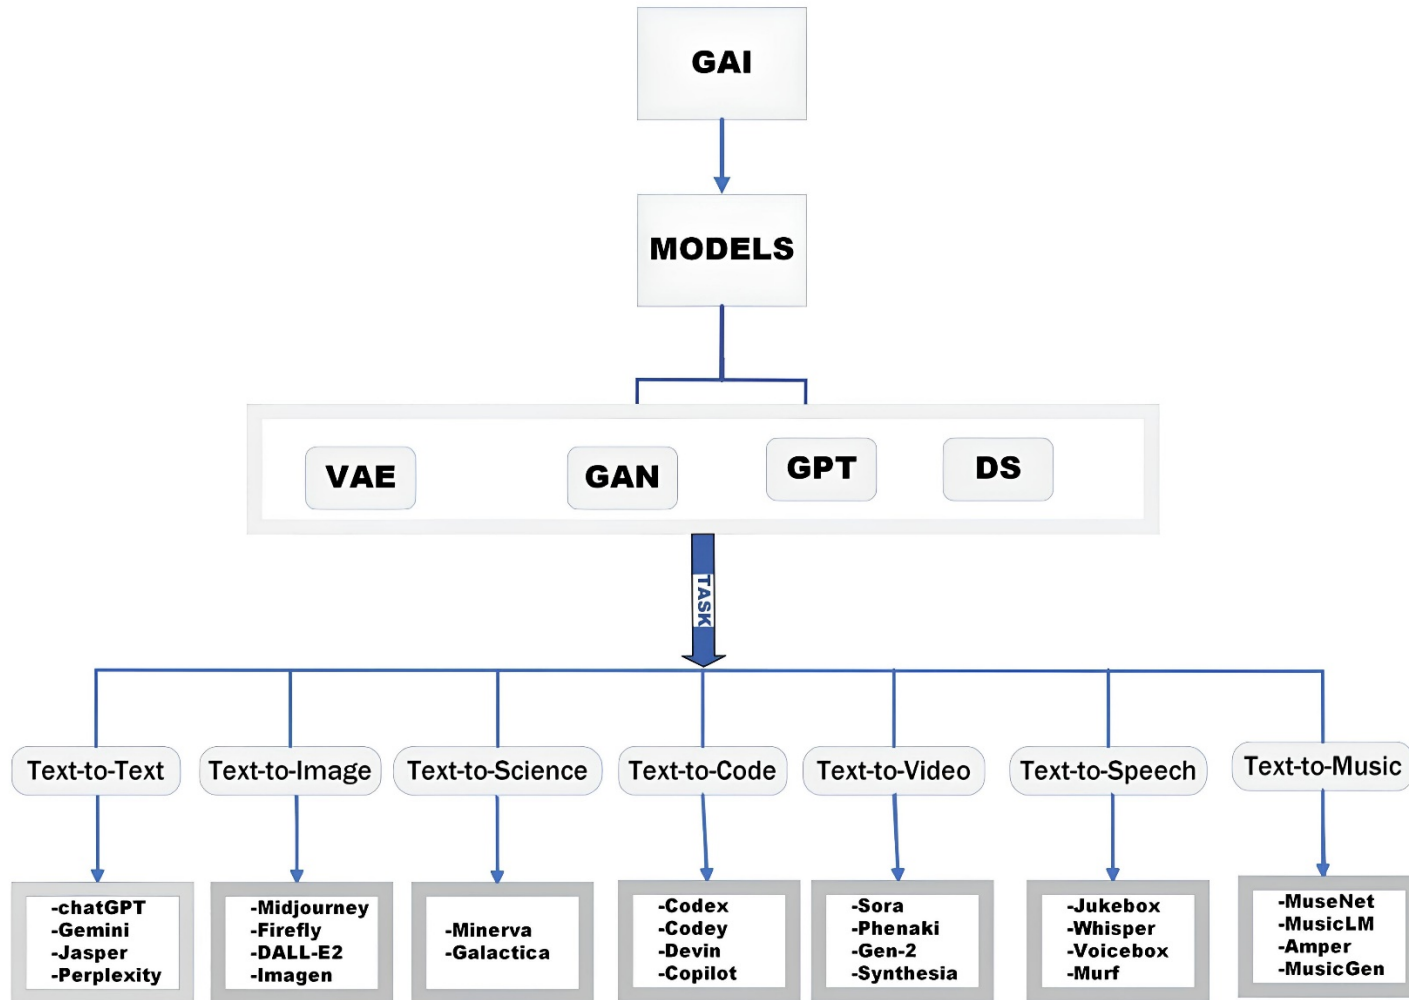 GAI
MODELS
VAE
GAN
GPT
DS
TASK
Text-to-Text
Text-to-Image
Text-to-Science
Text-to-Code
Text-to-Video
Text-to-Speech
Text-to-Music
-chatGPT
-Gemini
-Jasper
-Perplexity
-Midjourney
-Firefly
-DALL-E2
-Imagen
-Minerva
-Galactica
-Codex
-Codey
-Devin
-Copilot
-Sora
-Phenaki
-Gen-2
-Synthesia
-Jukebox
-Whisper
-Voicebox
-Murf
-MuseNet
-MusicLM
-Amper
-MusicGen